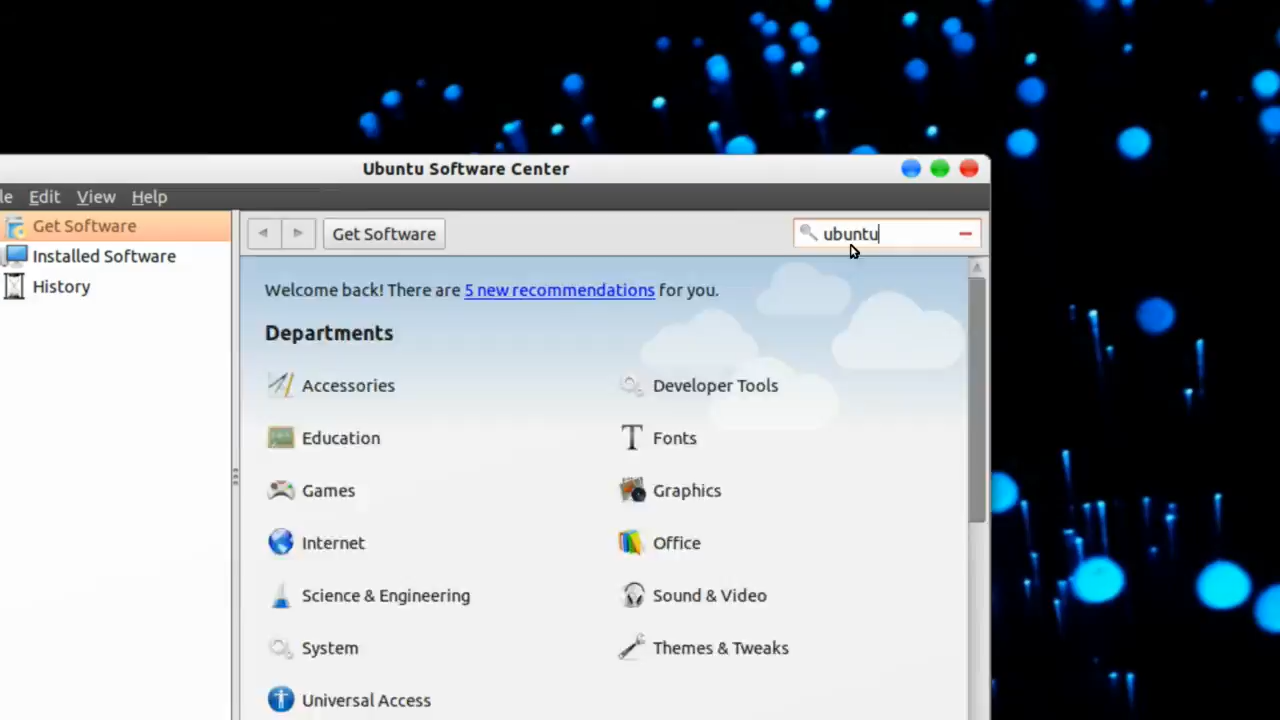 Ubuntu Software Center
le Edit View Help
Get Software
Installed Software
History
Get Software
ubuntu
Welcome back! There are 5 new recommendations for you.
Departments
Accessories
Developer Tools
Education
Fonts
Games
Graphics
Internet
Office
Science & Engineering
Sound & Video
System
Themes & Tweaks
Universal Access